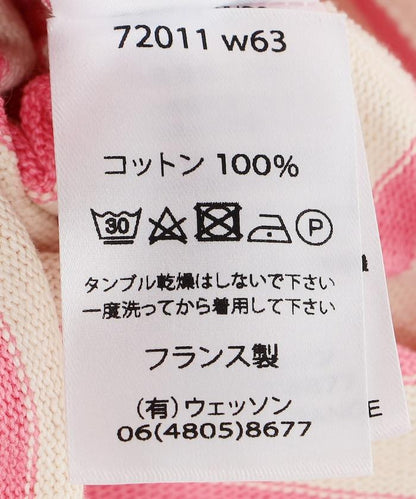 72011 w63
コットン 100%
30 P
タンブル乾燥はしないで下さい
一度洗ってから着用して下さい
フランス製
(有) ウェッソン
06(4805)8677
E